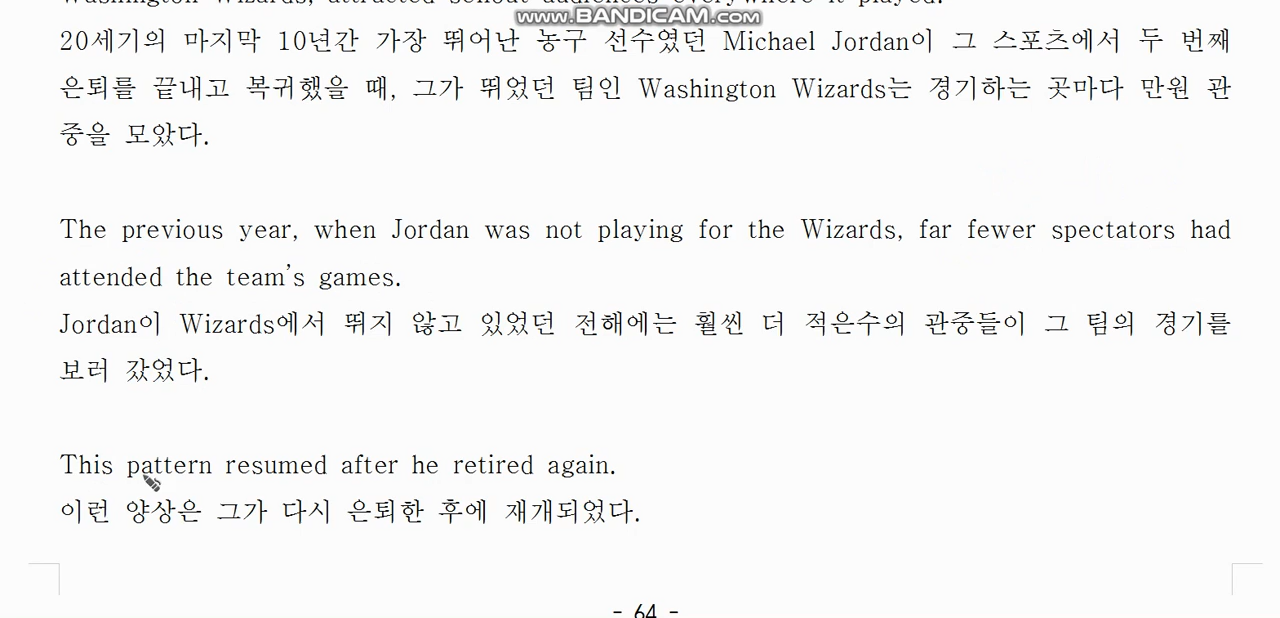 Washington Wizards, attracted sellout audiences everywhere it played.
www.BANDICAM.com
20세기의 마지막 10년간 가장 뛰어난 농구 선수였던 Michael Jordan이 그 스포츠에서 두 번째
은퇴를 끝내고 복귀했을 때, 그가 뛰었던 팀인 Washington Wizards는 경기하는 곳마다 만원 관
중을 모았다.
The previous year, when Jordan was not playing for the Wizards, far fewer spectators had
attended the team's games.
Jordan이 Wizards에서 뛰지 않고 있었던 전해에는 훨씬 더 적은수의 관중들이 그 팀의 경기를
보러 갔었다.
This pattern resumed after he retired again.
이런 양상은 그가 다시 은퇴한 후에 재개되었다.
- 64 -